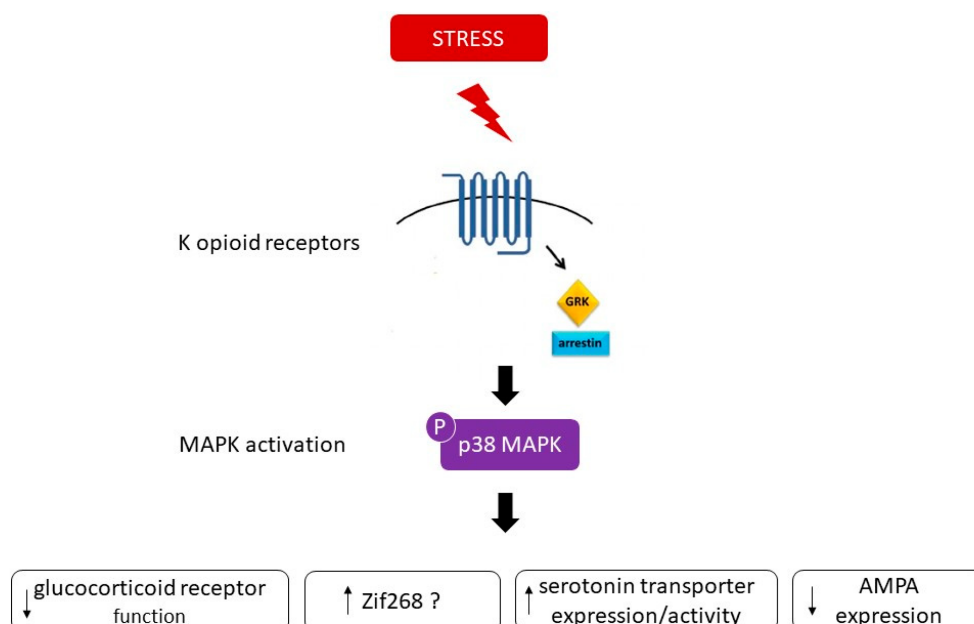 STRESS
K opioid receptors
GRK
arrestin
MAPK activation
P
p38 MAPK
↓ glucocorticoid receptor
function
↑ Zif268 ?
↑ serotonin transporter
expression/activity
↓ AMPA
expression